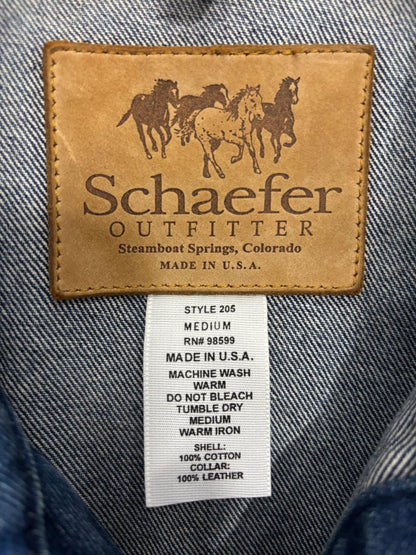 Schaefer
OUTFITTER
Steamboat Springs, Colorado
MADE IN U.S.A.
STYLE 205
MEDIUM
RN# 98599
MADE IN U.S.A.
MACHINE WASH
WARM
DO NOT BLEACH
TUMBLE DRY
MEDIUM
WARM IRON
SHELL:
100% COTTON
COLLAR:
100% LEATHER